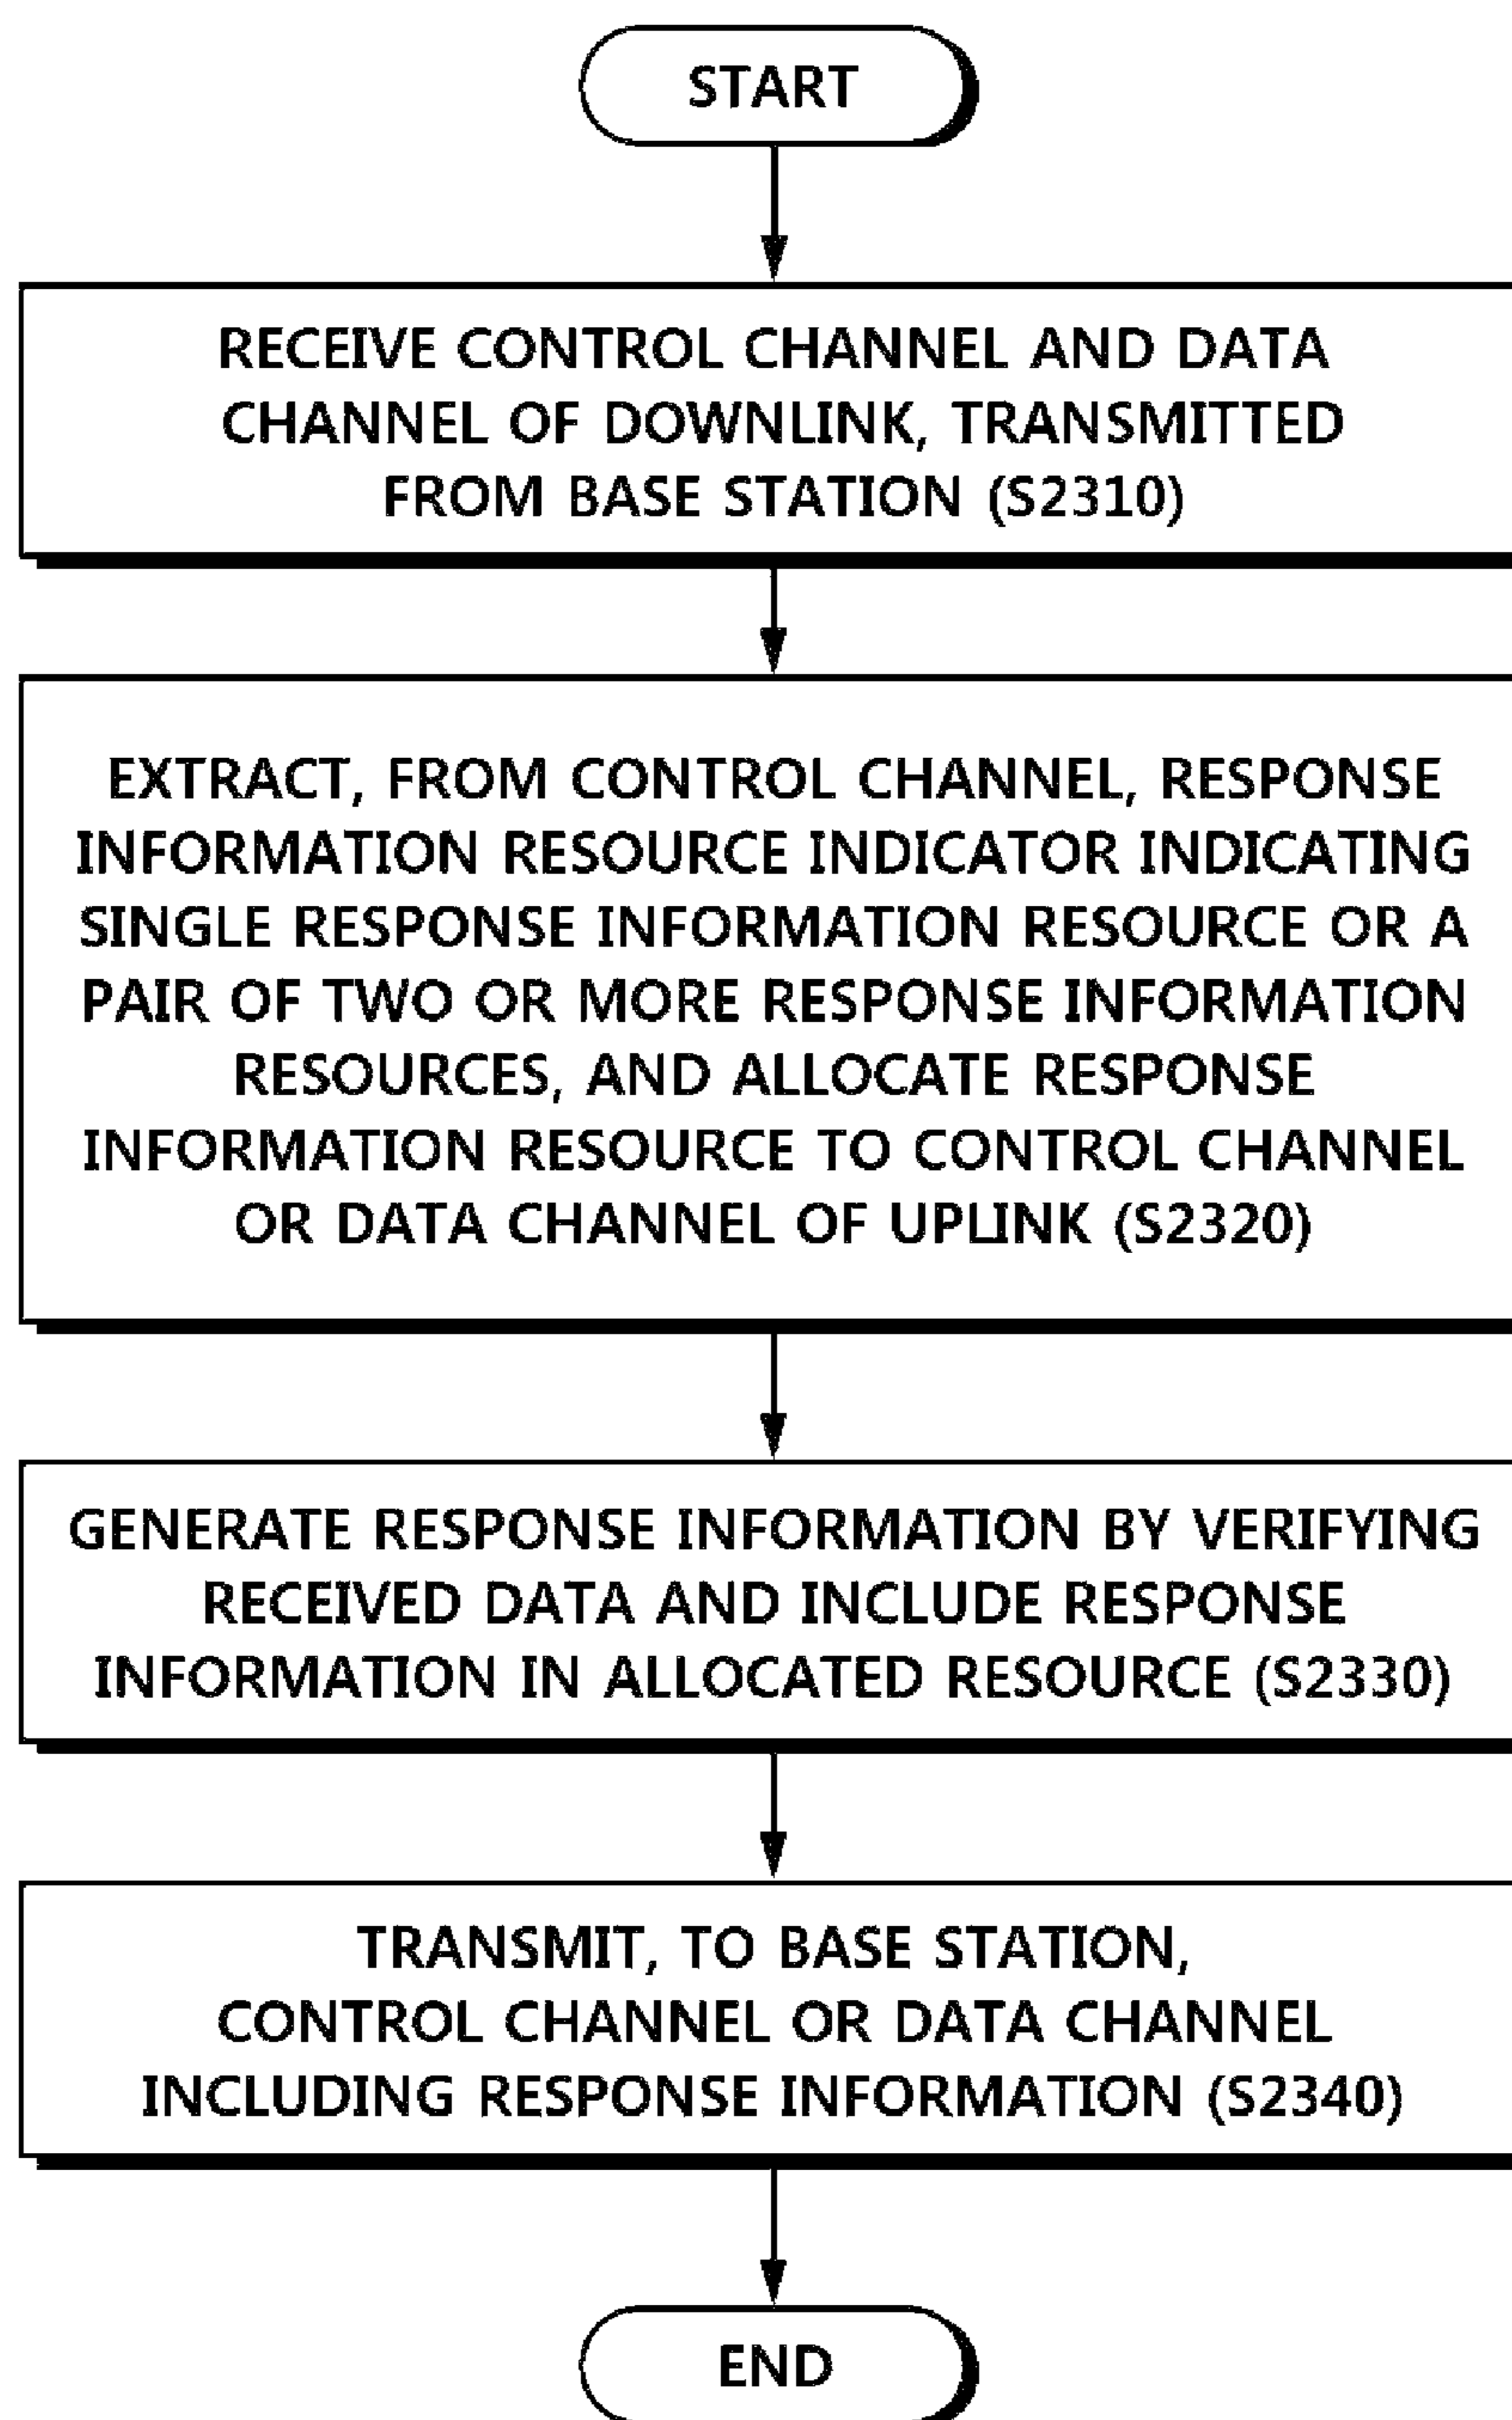 START
RECEIVE CONTROL CHANNEL AND DATA
CHANNEL OF DOWNLINK, TRANSMITTED
FROM BASE STATION (S2310)
EXTRACT, FROM CONTROL CHANNEL, RESPONSE
INFORMATION RESOURCE INDICATOR INDICATING
SINGLE RESPONSE INFORMATION RESOURCE OR A
PAIR OF TWO OR MORE RESPONSE INFORMATION
RESOURCES, AND ALLOCATE RESPONSE
INFORMATION RESOURCE TO CONTROL CHANNEL
OR DATA CHANNEL OF UPLINK (S2320)
GENERATE RESPONSE INFORMATION BY VERIFYING
RECEIVED DATA AND INCLUDE RESPONSE
INFORMATION IN ALLOCATED RESOURCE (S2330)
TRANSMIT, TO BASE STATION,
CONTROL CHANNEL OR DATA CHANNEL
INCLUDING RESPONSE INFORMATION (S2340)
END